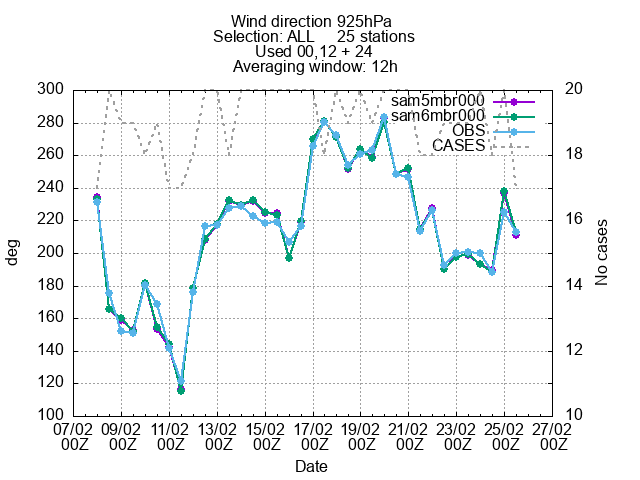 Wind direction 925hPa
Selection: ALL 25 stations
Used 00,12 + 24
Averaging window: 12h
300 20
sam5mbr000
280 sam6mbr000
OBS
CASES
260 18
240
220 16
deg
No cases
200
180 14
160
140 12
120
100 10
07/02 09/02 11/02 13/02 15/02 17/02 19/02 21/02 23/02 25/02 27/02
00Z 00Z 00Z 00Z 00Z 00Z 00Z 00Z 00Z 00Z 00Z
Date